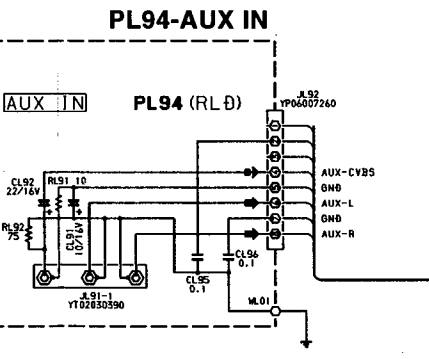 PL94-AUX IN
AUX IN
PL94 (RLD)
JL92
YP06007260
CL92
22/16V
RL91 10
AUX-CVBS
GND
AUX-L
GND
AUX-R
RL92
75
CL91
10/16V
CL96
0.1
CL95
0.1
JL91-1
YT02030390
WL01